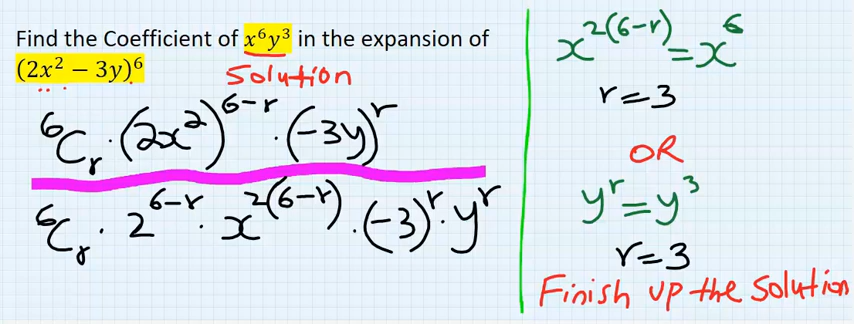 Find the Coefficient of x⁶y³ in the expansion of
(2x² − 3y)⁶
Solution
⁶Cᵣ · (2x²)⁶⁻ʳ · (−3y)ʳ
⁶Cᵣ · 2⁶⁻ʳ · x²⁽⁶⁻ʳ⁾ · (−3)ʳ · yʳ
x²⁽⁶⁻ʳ⁾ = x⁶
r = 3
OR
yʳ = y³
r = 3
Finish up the Solution